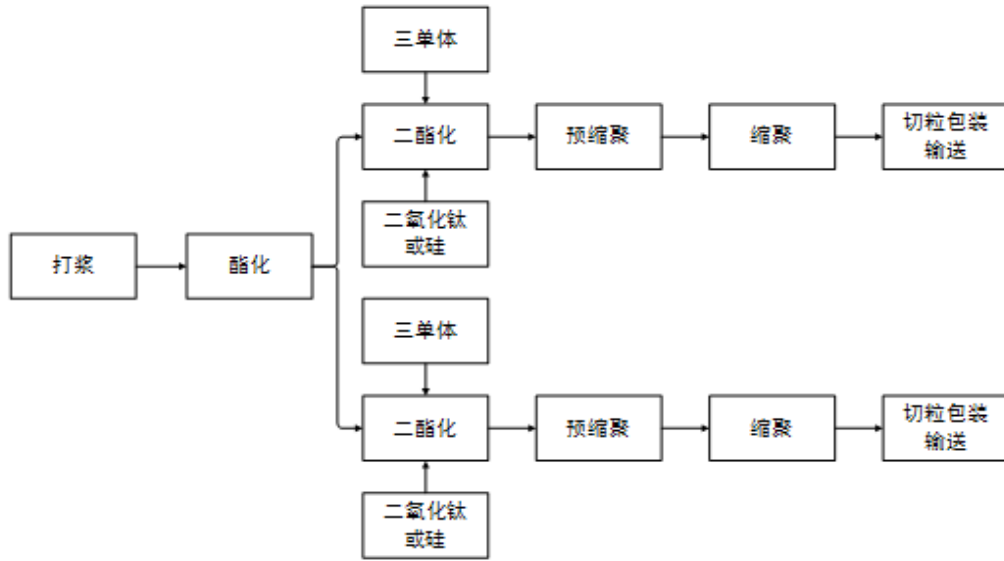 三单体
二酯化
预缩聚
缩聚
切粒包装
输送
二氧化钛
或硅
打浆
酯化
三单体
二酯化
预缩聚
缩聚
切粒包装
输送
二氧化钛
或硅